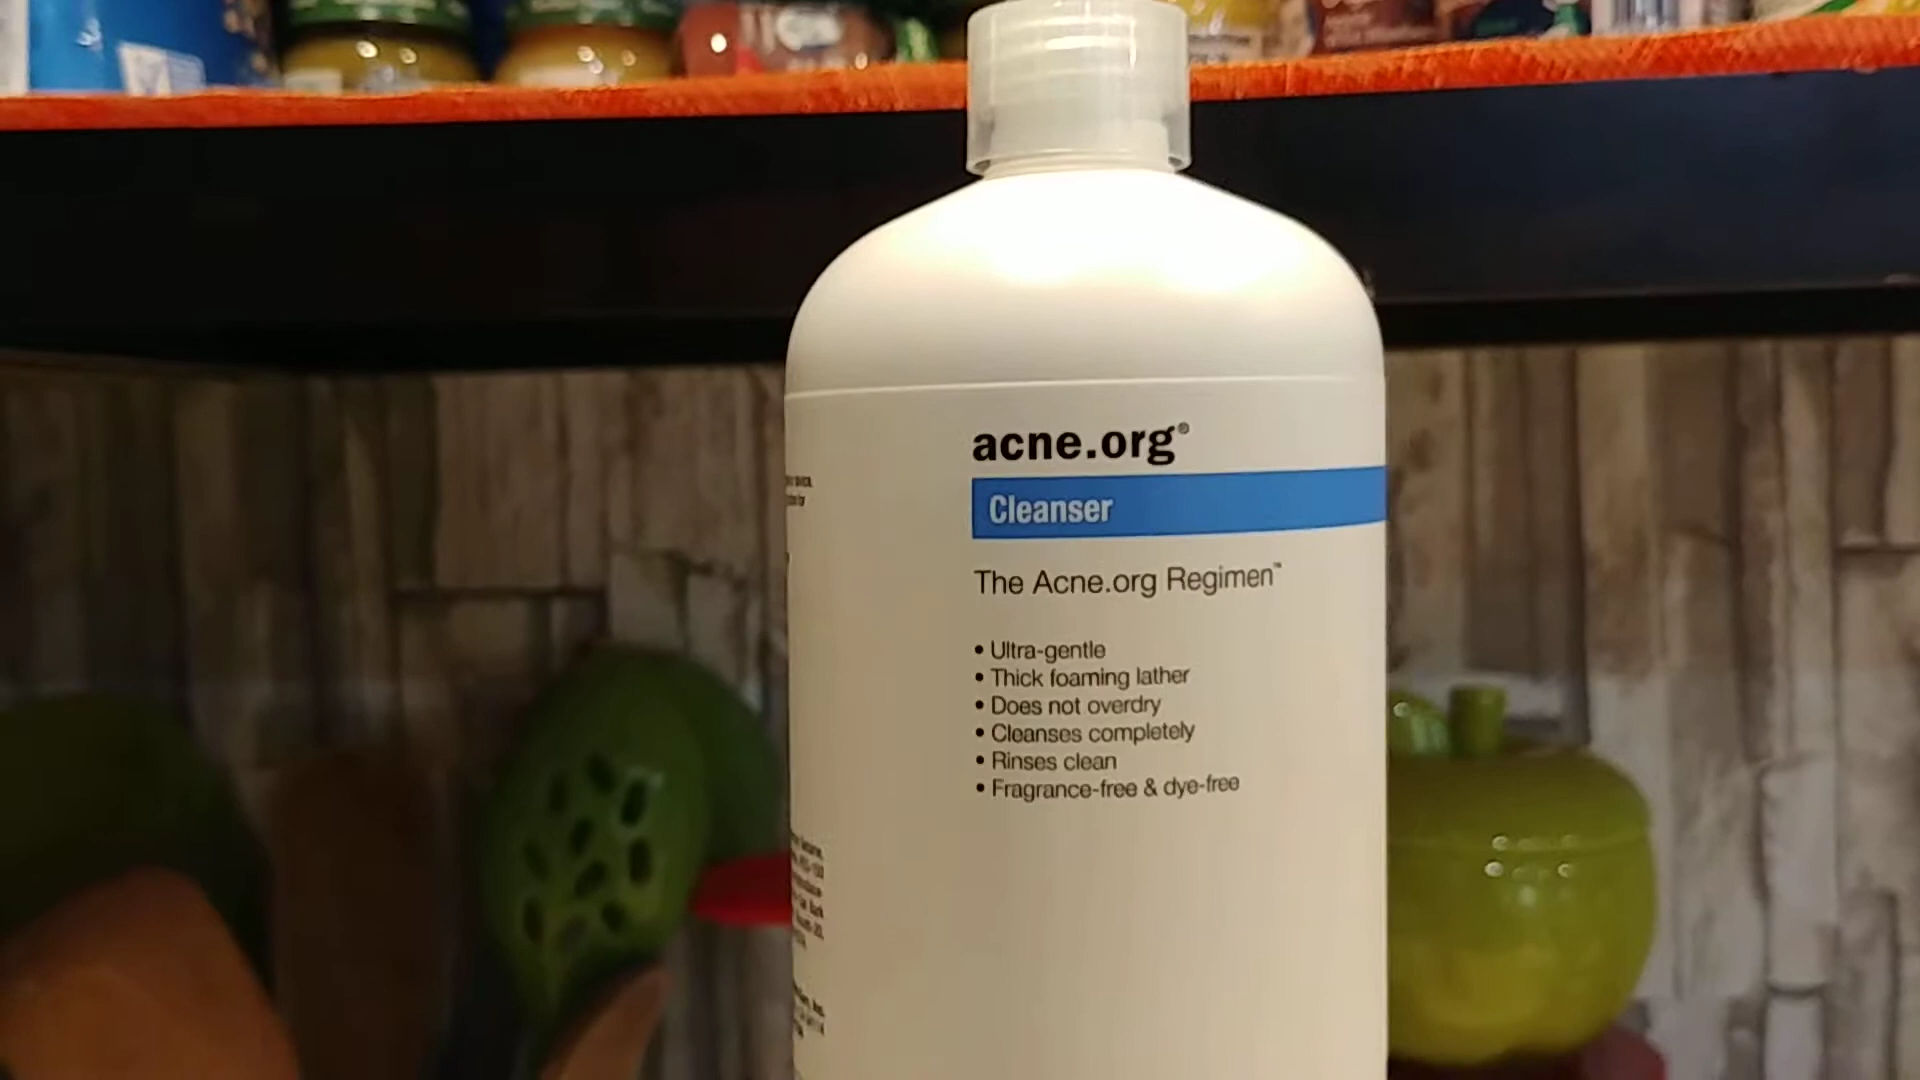 acne.org®
Cleanser
The Acne.org Regimen™
• Ultra-gentle
• Thick foaming lather
• Does not overdry
• Cleanses completely
• Rinses clean
• Fragrance-free & dye-free